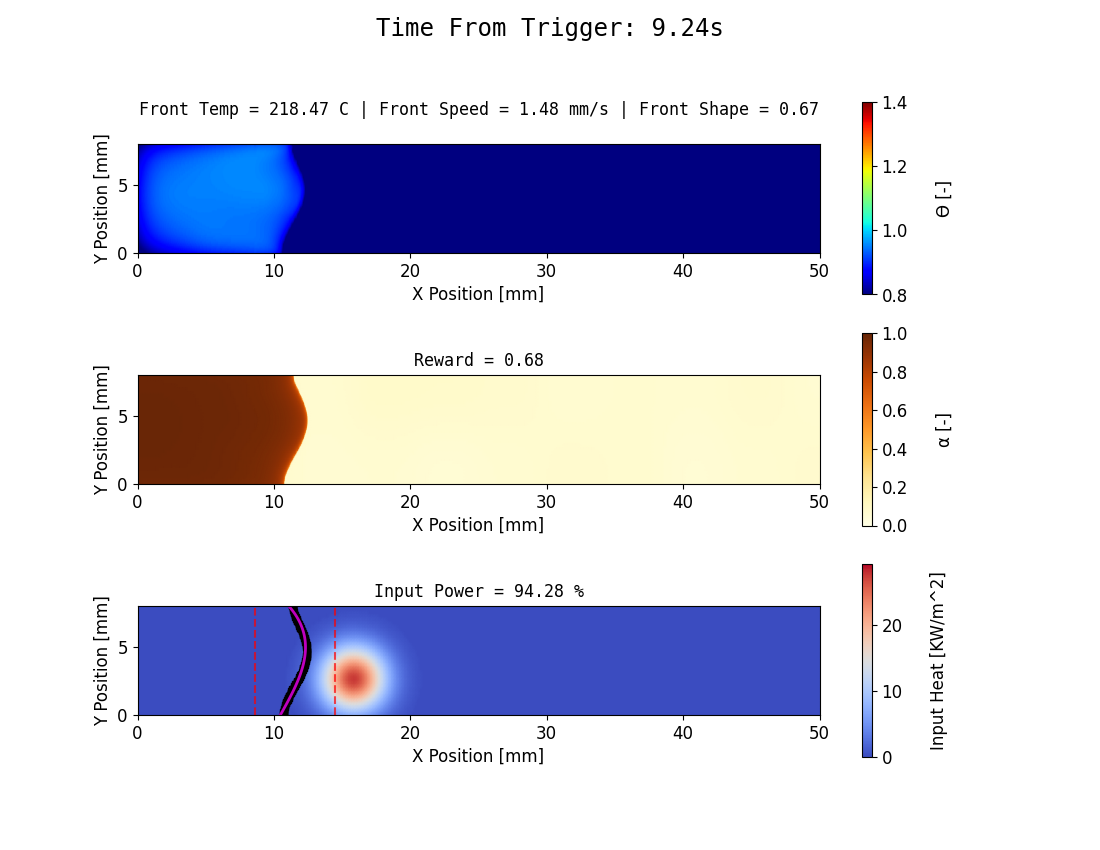 Time From Trigger: 9.24s
Front Temp = 218.47 C | Front Speed = 1.48 mm/s | Front Shape = 0.67
Y Position [mm]
5
0
0 10 20 30 40 50
X Position [mm]
1.4
1.2
1.0
0.8
Θ [-]
Reward = 0.68
Y Position [mm]
5
0
0 10 20 30 40 50
X Position [mm]
1.0
0.8
0.6
0.4
0.2
0.0
α [-]
Input Power = 94.28 %
Y Position [mm]
5
0
0 10 20 30 40 50
X Position [mm]
20
10
0
Input Heat [KW/m^2]